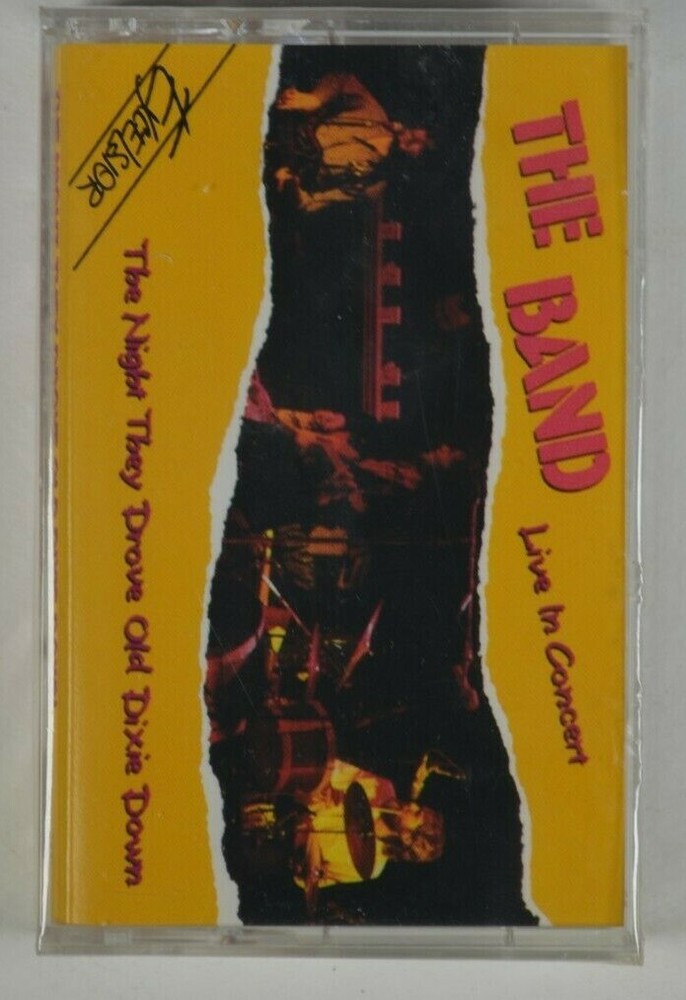 THE BAND
Live In Concert
Excelsior
The Night They Drove Old Dixie Down